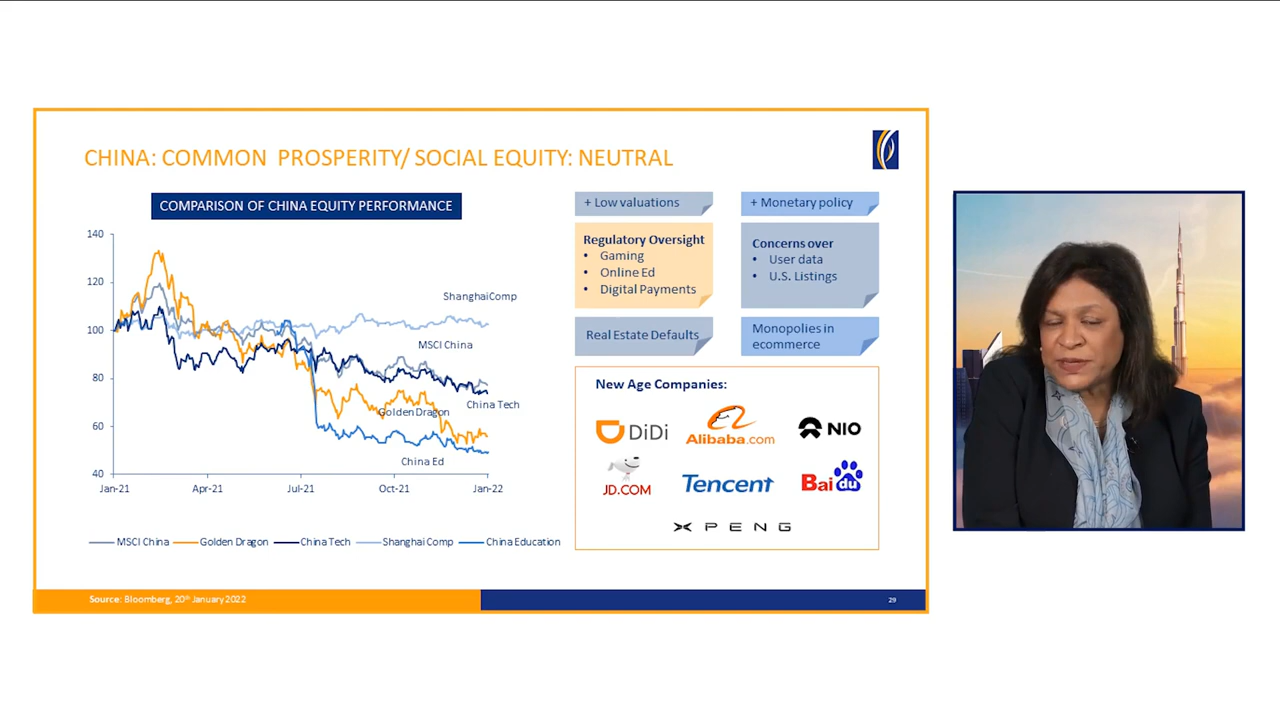 CHINA: COMMON PROSPERITY/ SOCIAL EQUITY: NEUTRAL
COMPARISON OF CHINA EQUITY PERFORMANCE
140
120
100
80
60
40
Jan-21
Apr-21
Jul-21
Oct-21
Jan-22
ShanghaiComp
MSCI China
China Tech
GoldenDragon
China Ed
MSCI China
Golden Dragon
China Tech
Shanghai Comp
China Education
+ Low valuations
+ Monetary policy
Regulatory Oversight
• Gaming
• Online Ed
• Digital Payments
Concerns over
• User data
• U.S. Listings
Real Estate Defaults
Monopolies in
ecommerce
New Age Companies:
DiDi
Alibaba.com
NIO
JD.COM
Tencent
Baidu
XPENG
Source: Bloomberg, 20th January 2022
29